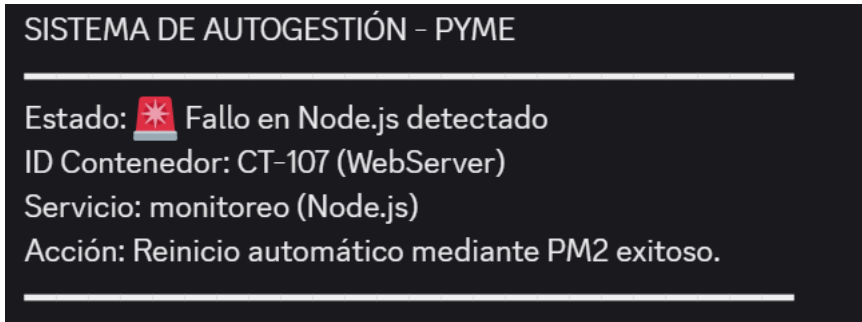 SISTEMA DE AUTOGESTIÓN - PYME
Estado: 🚨 Fallo en Node.js detectado
ID Contenedor: CT-107 (WebServer)
Servicio: monitoreo (Node.js)
Acción: Reinicio automático mediante PM2 exitoso.